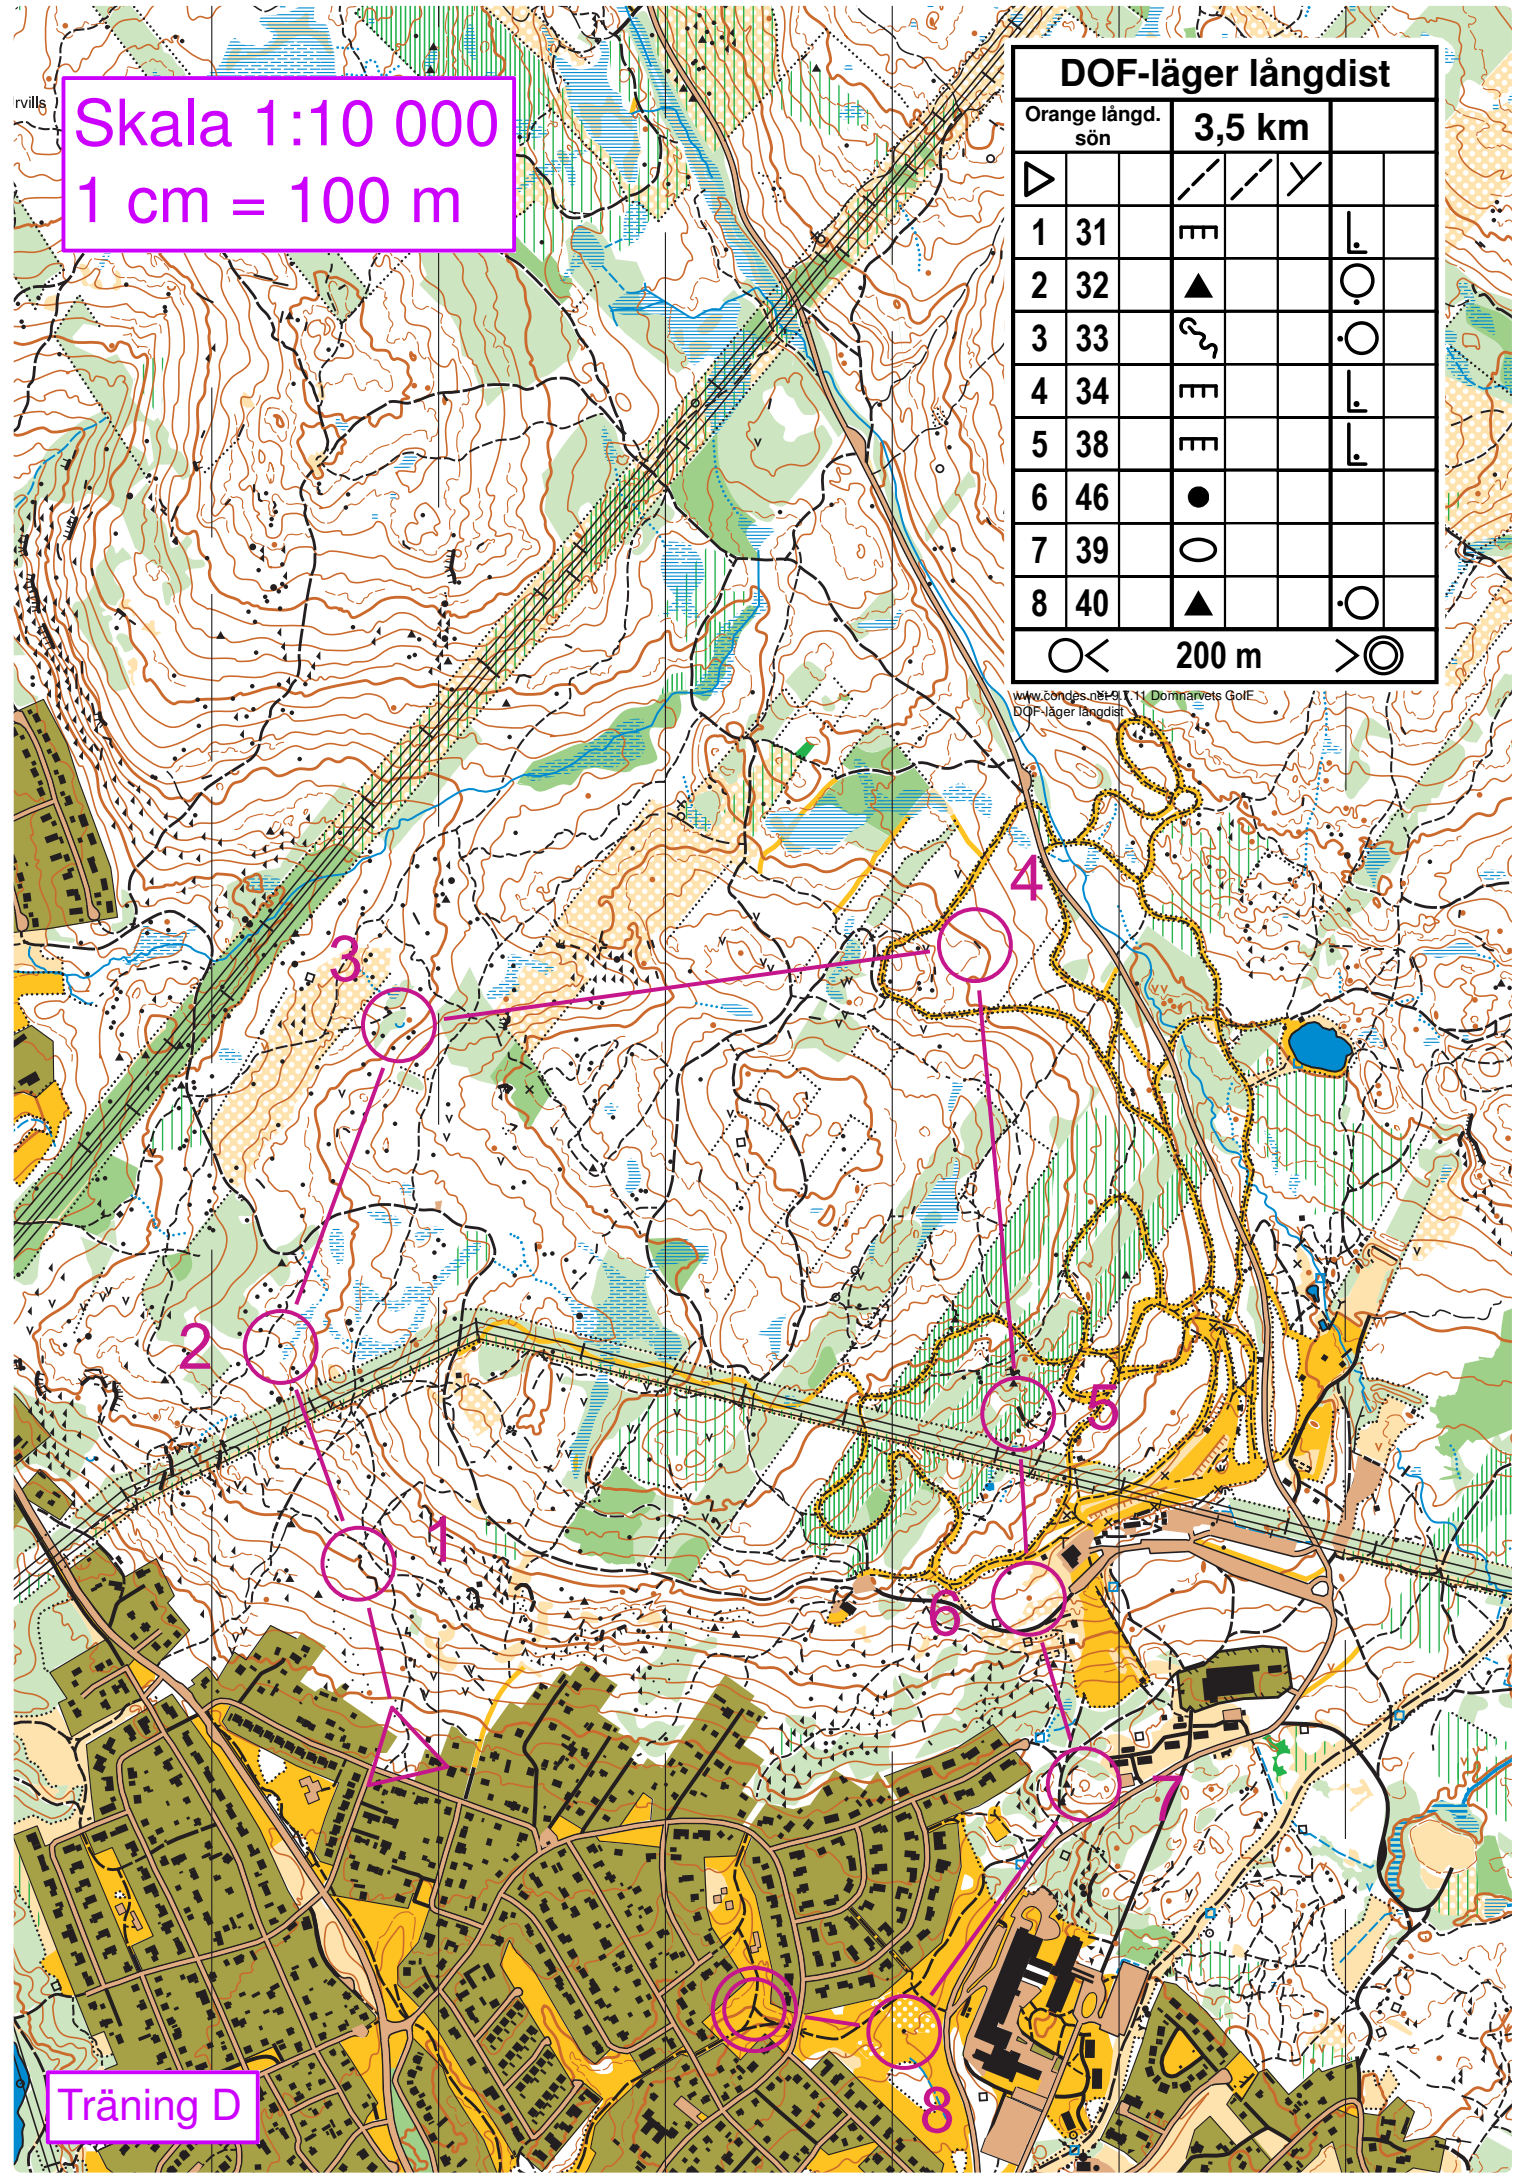 rvills
Skala 1:10 000
1 cm = 100 m
DOF-läger långdist
Orange långd.
sön
3,5 km
1 31
2 32
3 33
4 34
5 38
6 46
7 39
8 40
200 m
www.condes.net 9.7.11 Domnarvets GoIF
DOF-läger långdist
4
3
2
5
1
6
7
8
Träning D